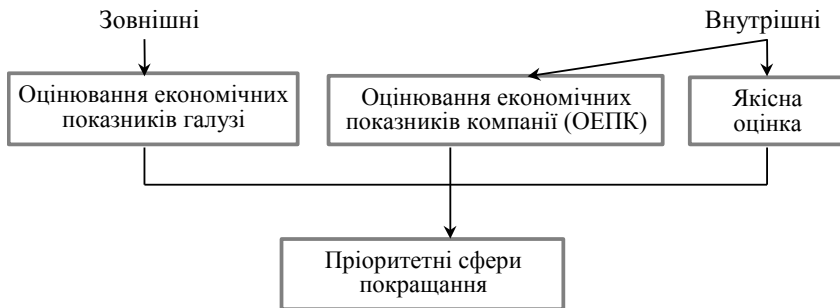 Зовнішні
Внутрішні
Оцінювання економічних
показників галузі
Оцінювання економічних
показників компанії (ОЕПК)
Якісна
оцінка
Пріоритетні сфери
покращання